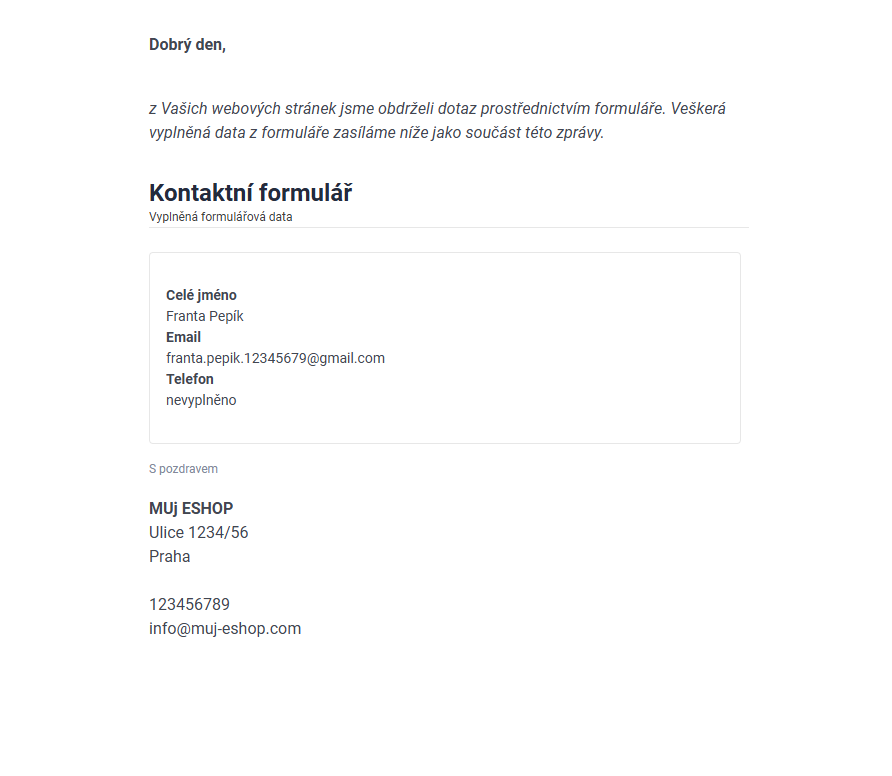 Dobrý den,
z Vašich webových stránek jsme obdrželi dotaz prostřednictvím formuláře. Veškerá
vyplněná data z formuláře zasíláme níže jako součást této zprávy.
Kontaktní formulář
Vyplněná formulářová data
Celé jméno
Franta Pepík
Email
franta.pepik.12345679@gmail.com
Telefon
nevyplněno
S pozdravem
MUj ESHOP
Ulice 1234/56
Praha
123456789
info@muj-eshop.com